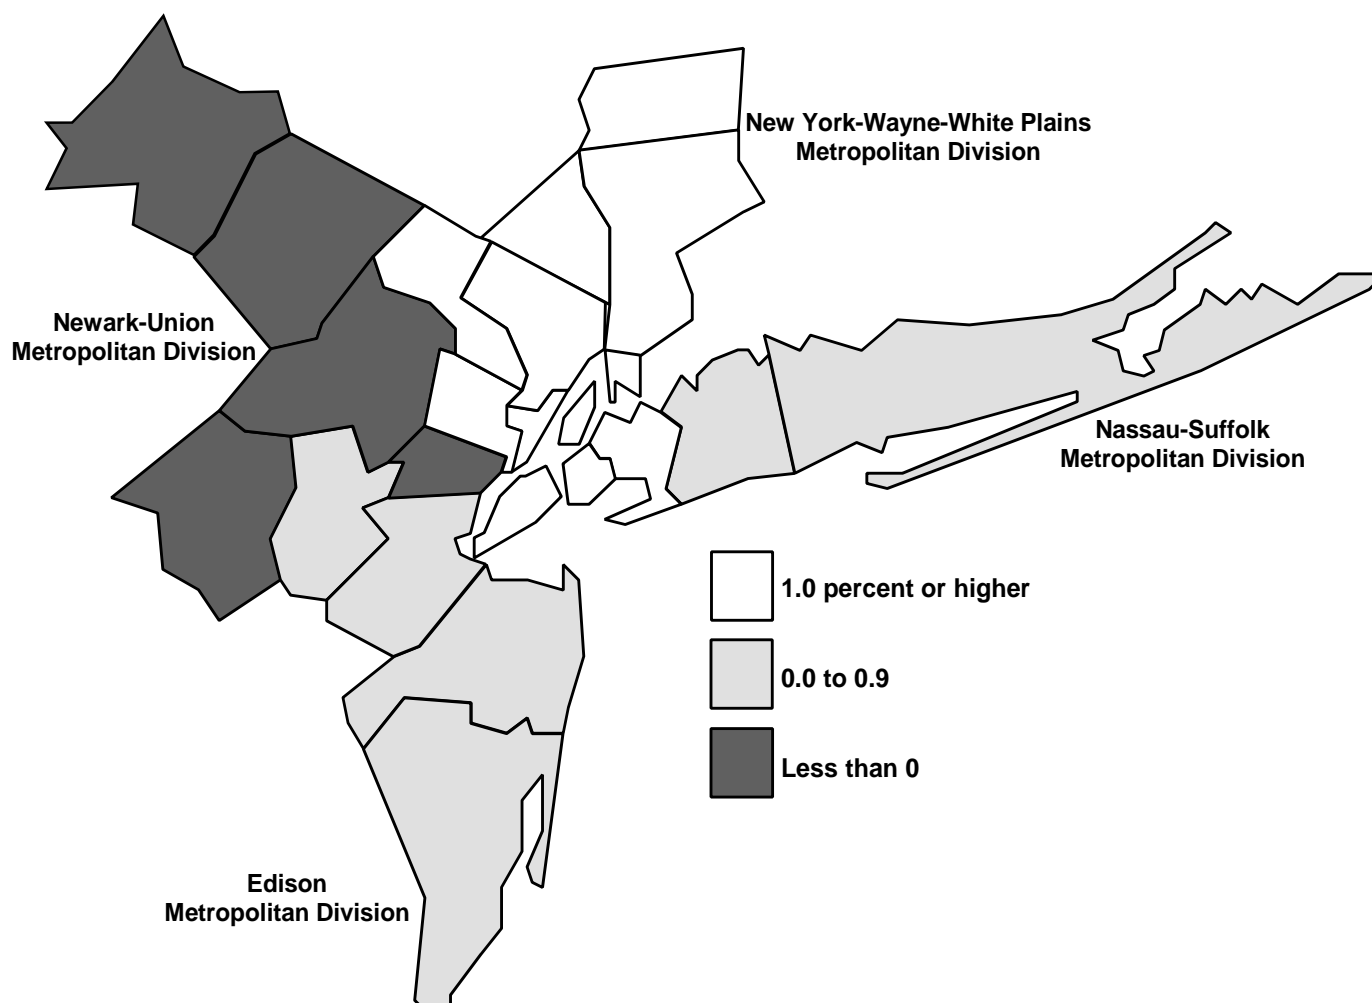 New York-Wayne-White Plains
Metropolitan Division
Newark-Union
Metropolitan Division
Nassau-Suffolk
Metropolitan Division
1.0 percent or higher
0.0 to 0.9
Less than 0
Edison
Metropolitan Division